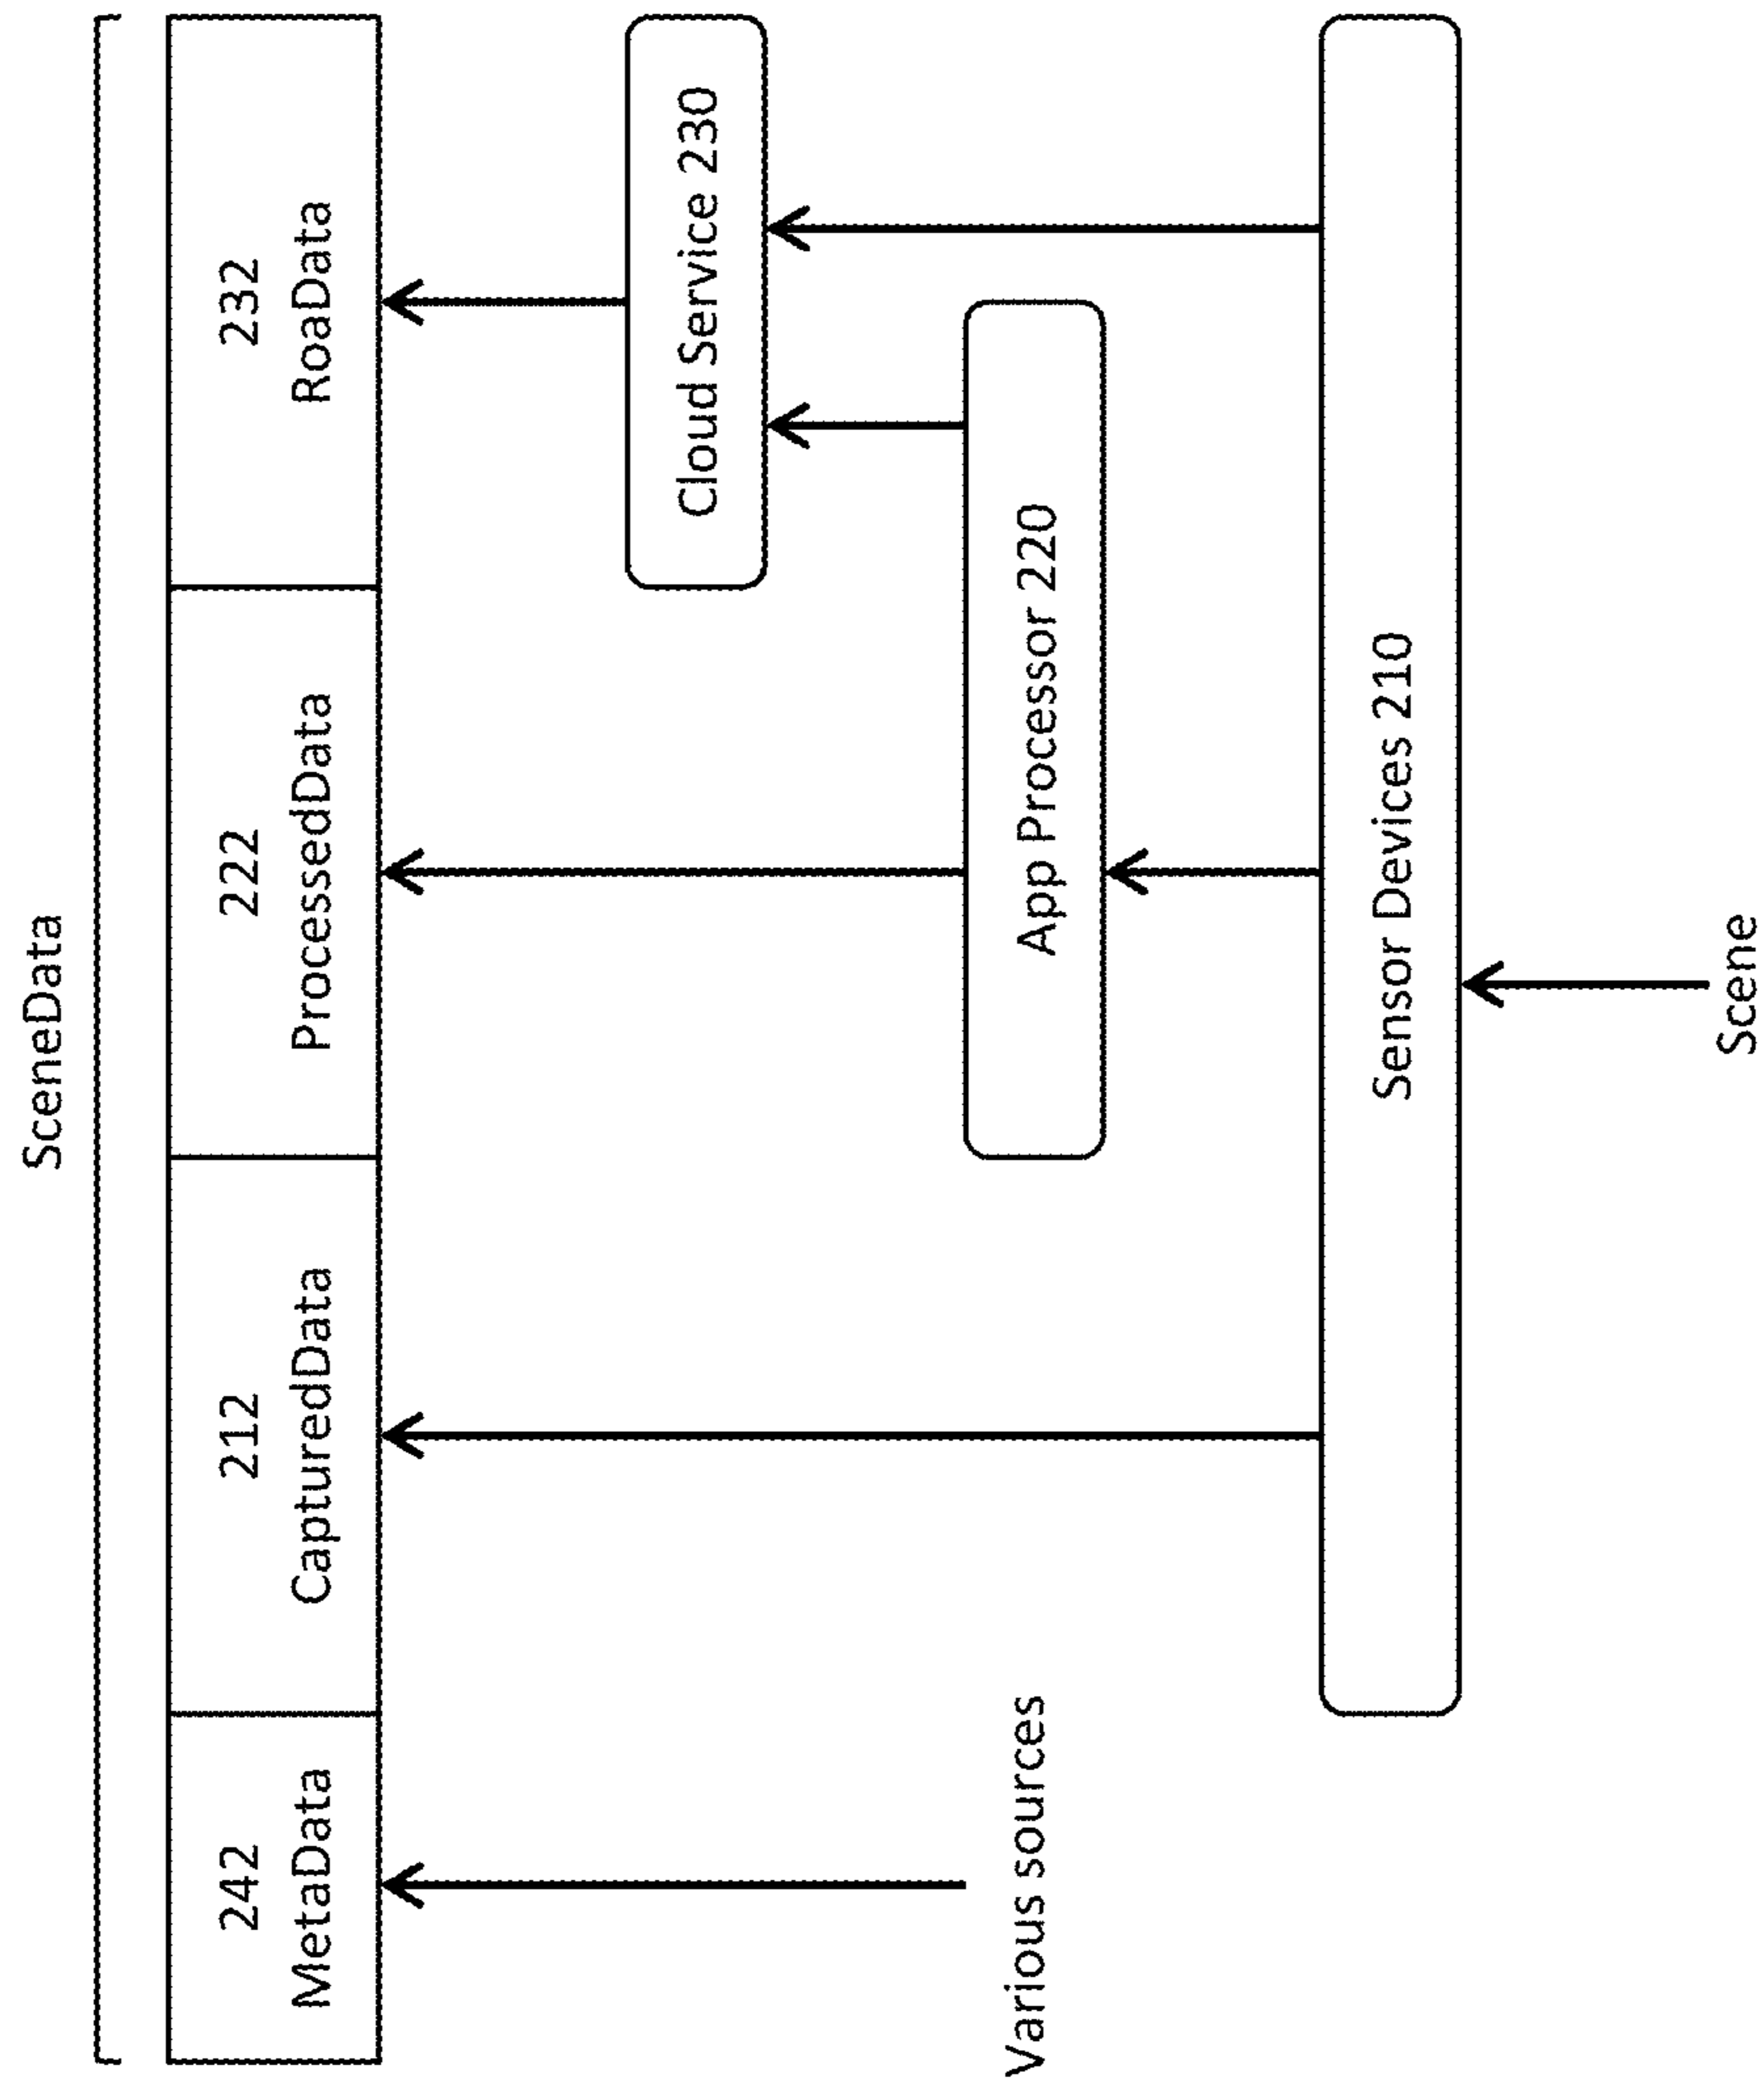 SceneData
242
MetaData
212
CapturedData
222
ProcessedData
232
RoaData
Cloud Service 230
Various sources
App Processor 220
Sensor Devices 210
Scene